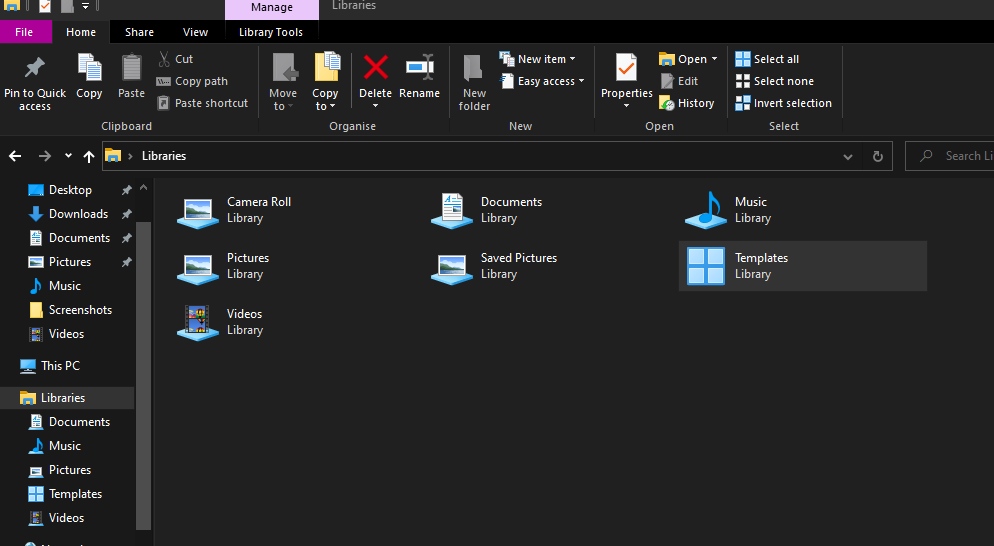 Manage
Libraries
File
Home
Share
View
Library Tools
Pin to Quick
access
Copy
Paste
Cut
Copy path
Paste shortcut
Clipboard
Move
to
Copy
to
Delete
Rename
Organise
New
folder
New item
Easy access
New
Properties
Open
Edit
History
Open
Select all
Select none
Invert selection
Select
Libraries
Search Li
Desktop
Downloads
Documents
Pictures
Music
Screenshots
Videos
This PC
Libraries
Documents
Music
Pictures
Templates
Videos
Camera Roll
Library
Documents
Library
Music
Library
Pictures
Library
Saved Pictures
Library
Templates
Library
Videos
Library